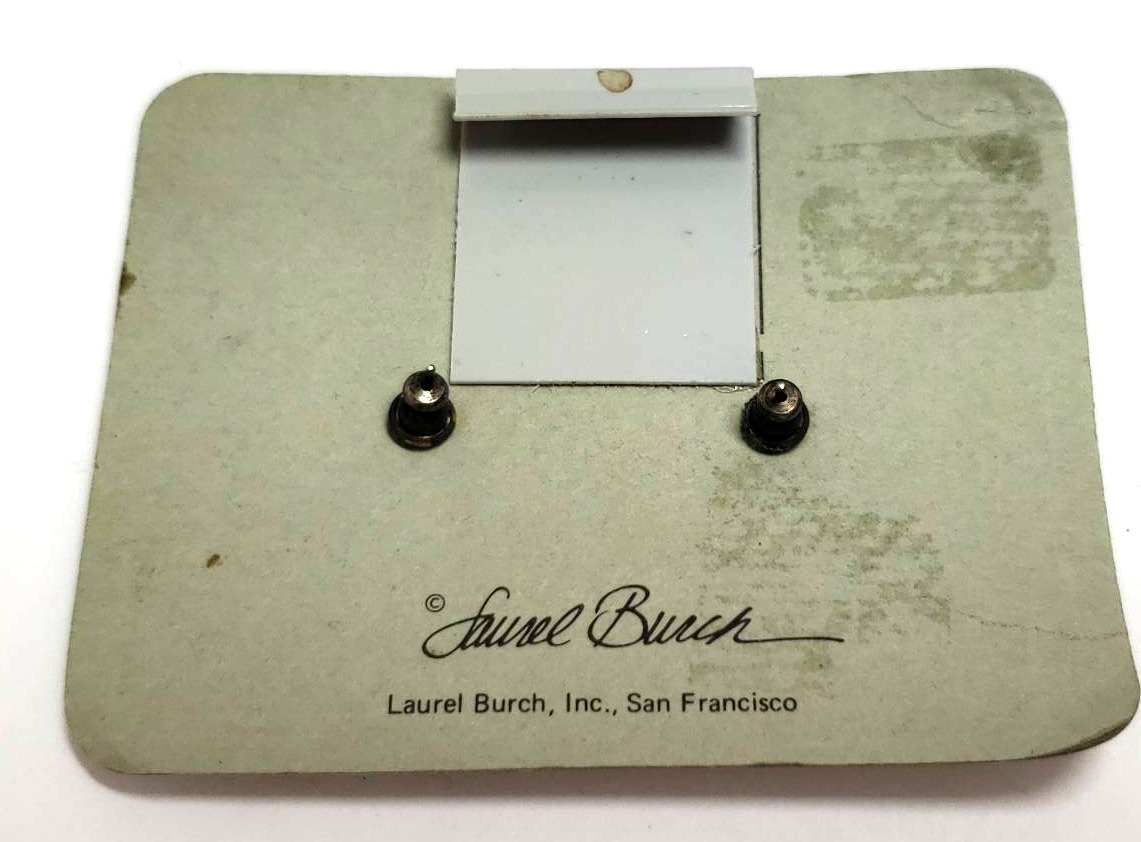 © Laurel Burch
Laurel Burch, Inc., San Francisco